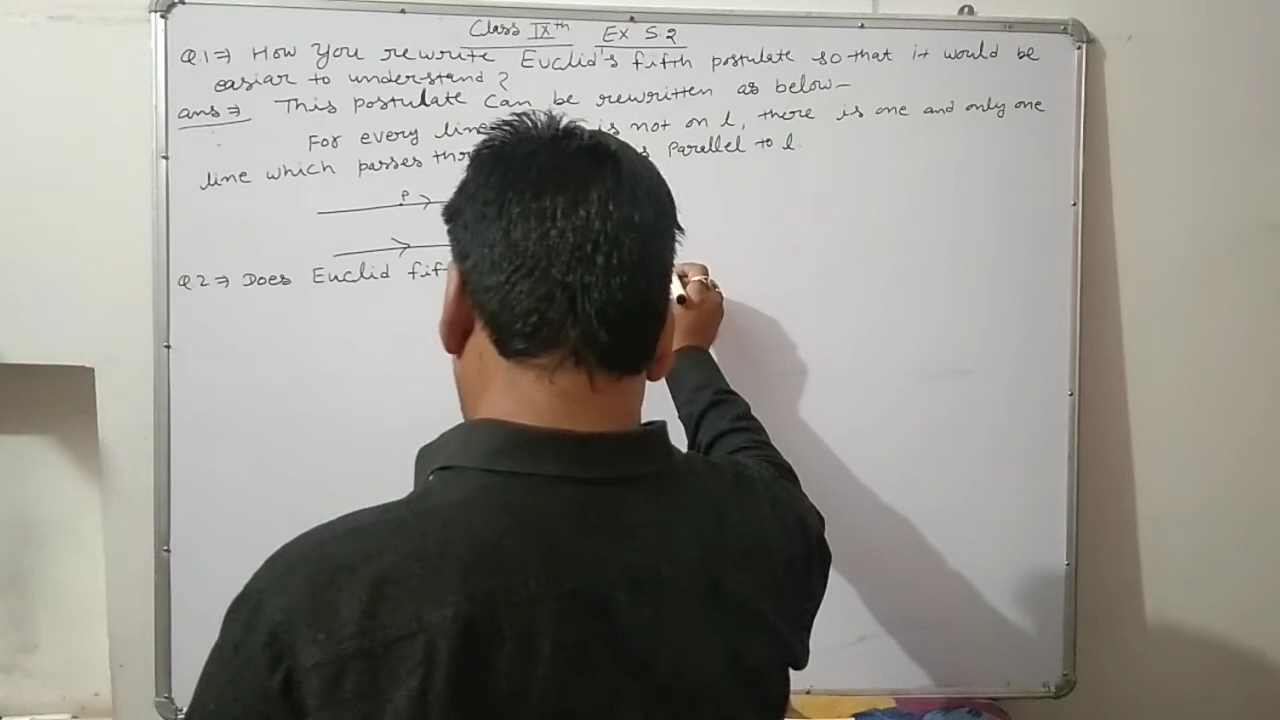 Class IXth Ex 5.2
Q.1⇒ How you rewrite Euclid's fifth postulate so that it would be
easiar to understand?
ans⇒ This postulate can be rewritten as below–
For every line is not on l, there is one and only one
line which passes parallel to l.
P
Q2⇒ Does Euclid